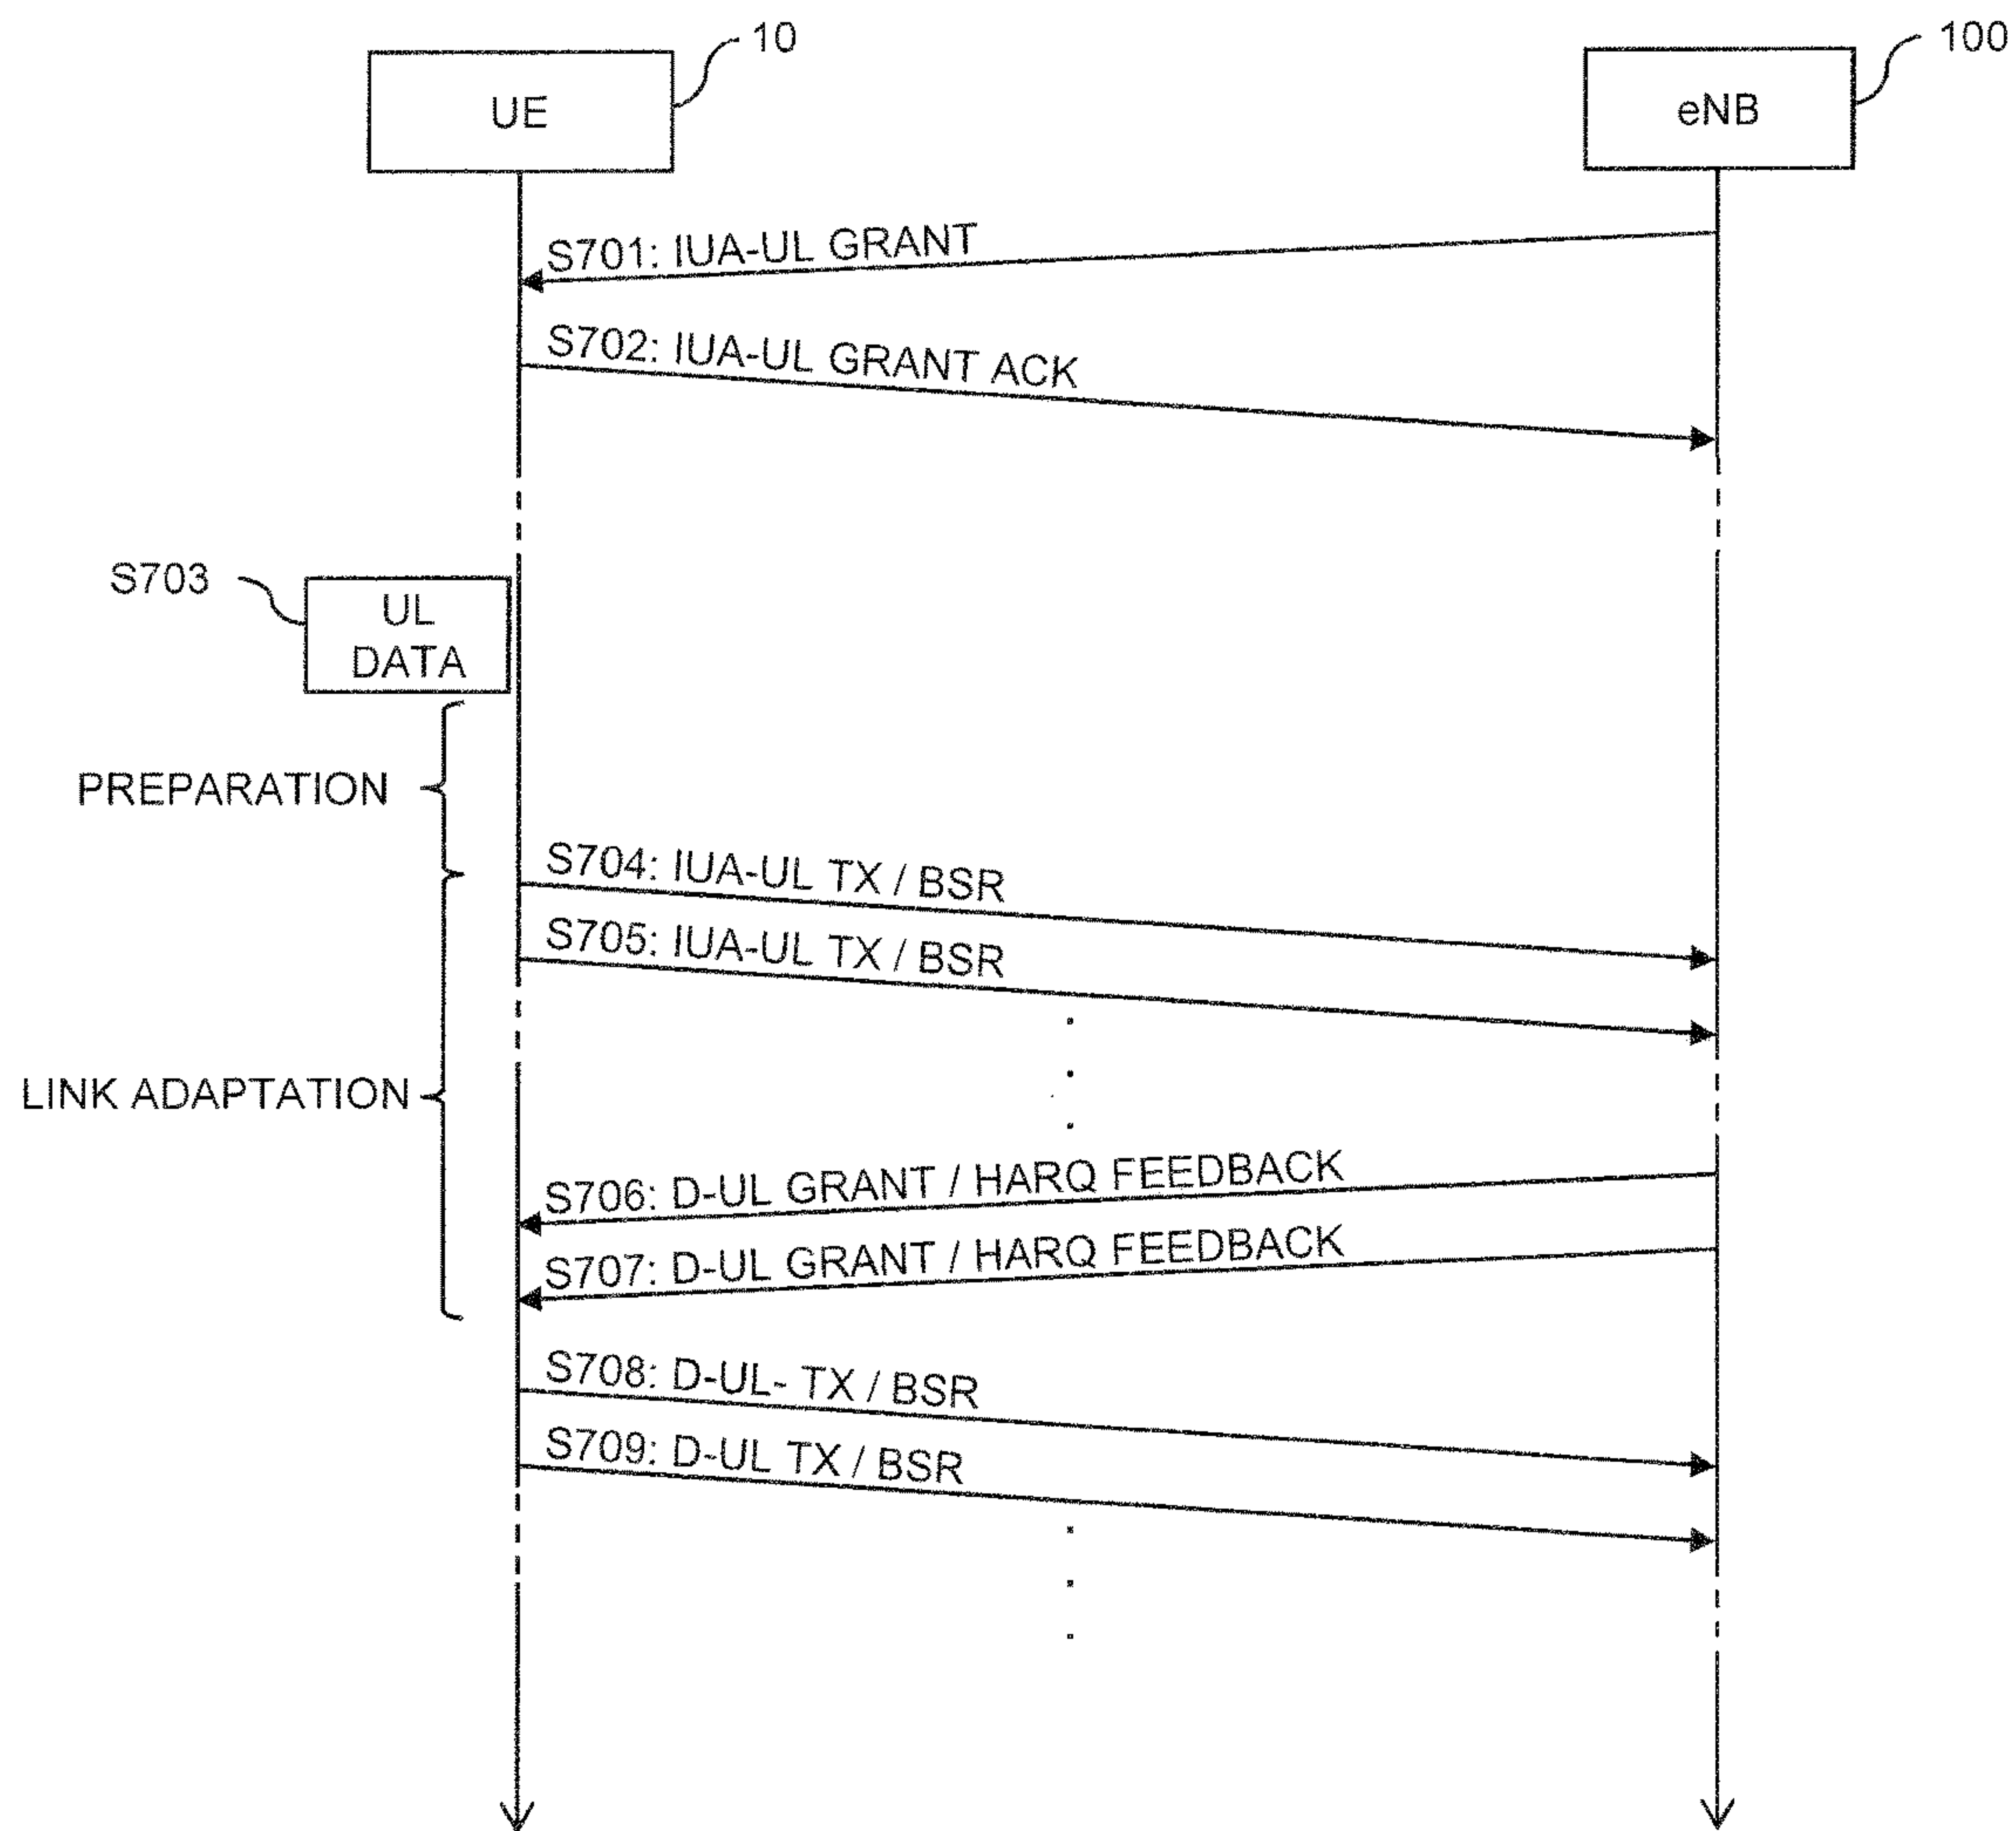 10
UE
100
eNB
S701: IUA-UL GRANT
S702: IUA-UL GRANT ACK
S703
UL
DATA
PREPARATION
S704: IUA-UL TX / BSR
S705: IUA-UL TX / BSR
LINK ADAPTATION
S706: D-UL GRANT / HARQ FEEDBACK
S707: D-UL GRANT / HARQ FEEDBACK
S708: D-UL- TX / BSR
S709: D-UL TX / BSR